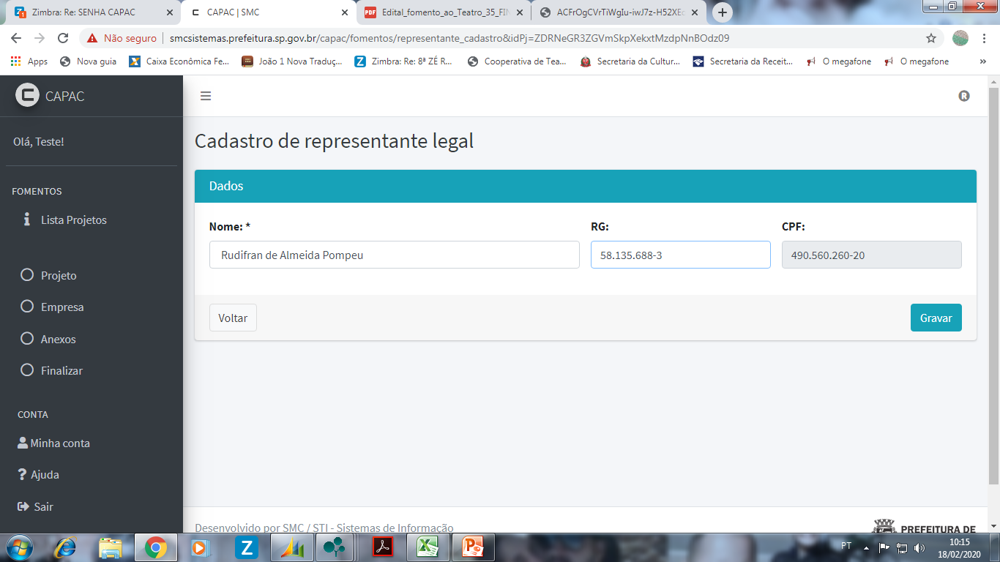 Zimbra: Re: SENHA CAPAC
CAPAC | SMC
Edital_fomento_ao_Teatro_35_FIN
ACFrOgCVrTiWgIu-iwJ7z-H52XEc
Não seguro
smcsistemas.prefeitura.sp.gov.br/capac/fomentos/representante_cadastro&idPj=ZDRNeGR3ZGVmSkpXekxtMzdpNnBOdz09
Apps
Nova guia
Caixa Econômica Fe...
João 1 Nova Traduç...
Zimbra: Re: 8ª ZÉ R...
Cooperativa de Tea...
Secretaria da Cultur...
Secretaria da Receit...
O megafone
O megafone
»
CAPAC
R
Olá, Teste!
Cadastro de representante legal
Dados
FOMENTOS
Lista Projetos
Nome: *
RG:
CPF:
Rudifran de Almeida Pompeu
58.135.688-3
490.560.260-20
Projeto
Empresa
Anexos
Finalizar
Voltar
Gravar
CONTA
Minha conta
Ajuda
Sair
Desenvolvido por SMC / STI - Sistemas de Informação
PREFEITURA DE
PT
10:15
18/02/2020